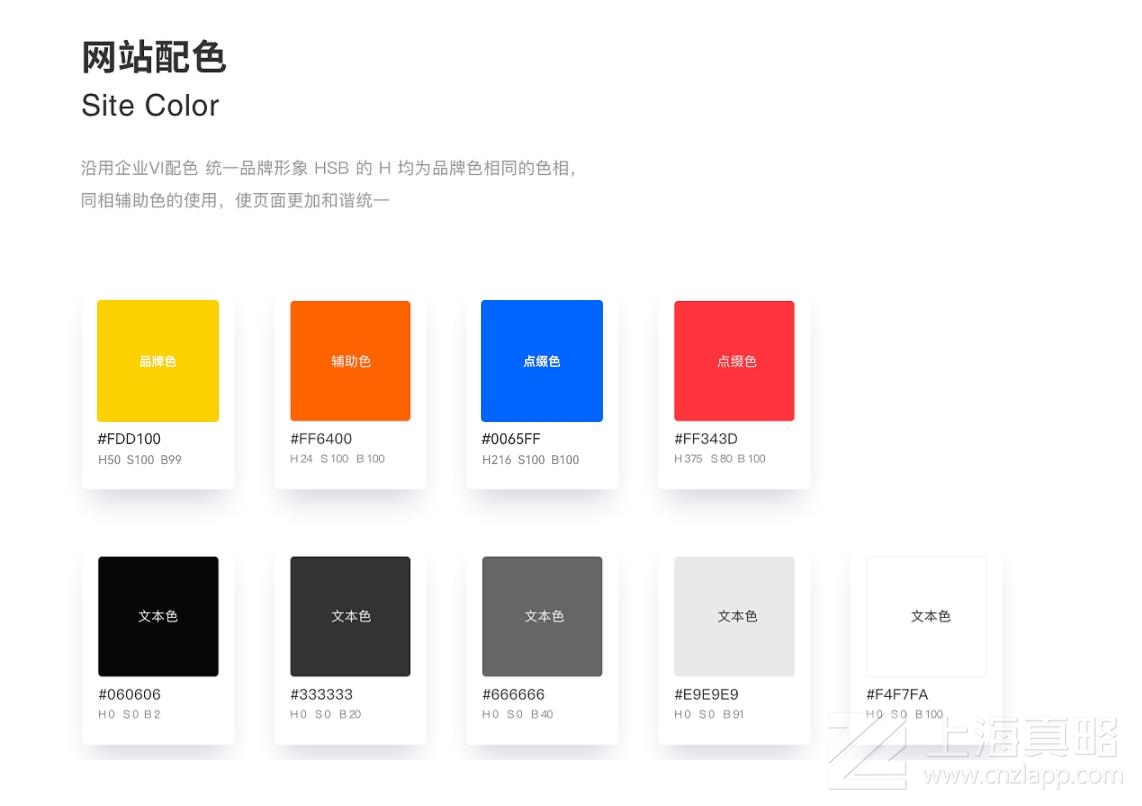 网站配色
Site Color
沿用企业VI配色 统一品牌形象 HSB 的 H 均为品牌色相同的色相，
同相辅助色的使用，使页面更加和谐统一
品牌色
辅助色
点缀色
点缀色
#FDD100
#FF6400
#0065FF
#FF343D
H50 S100 B99
H24 S100 B100
H216 S100 B100
H375 S80 B100
文本色
文本色
文本色
文本色
文本色
#060606
#333333
#666666
#E9E9E9
#F4F7FA
H0 S0 B2
H0 S0 B20
H0 S0 B40
H0 S0 B91
H0 S0 B100
上海真略
www.cnzlapp.com